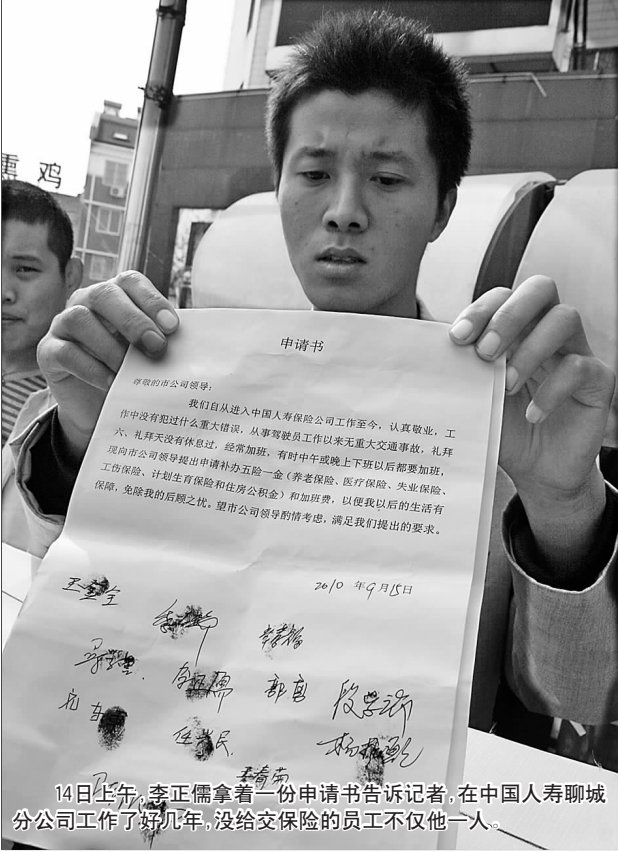 熏鸡
申请书
尊敬的市公司领导:
我们自从进入中国人寿保险公司工作至今，认真敬业，工
作中没有犯过什么重大错误，从事驾驶员工作以来无重大交通事故，礼拜
六、礼拜天没有休息过，经常加班，有时中午或晚上下班以后都要加班，
现向市公司领导提出申请补办五险一金(养老保险、医疗保险、失业保险、
工伤保险、计划生育保险和住房公积金)和加班费，以便我以后的生活有
保障，免除我的后顾之忧。望市公司领导酌情考虑，满足我们提出的要求。
2010 年9月15日
14日上午,李正儒拿着一份申请书告诉记者,在中国人寿聊城
分公司工作了好几年,没给交保险的员工不仅他一人。